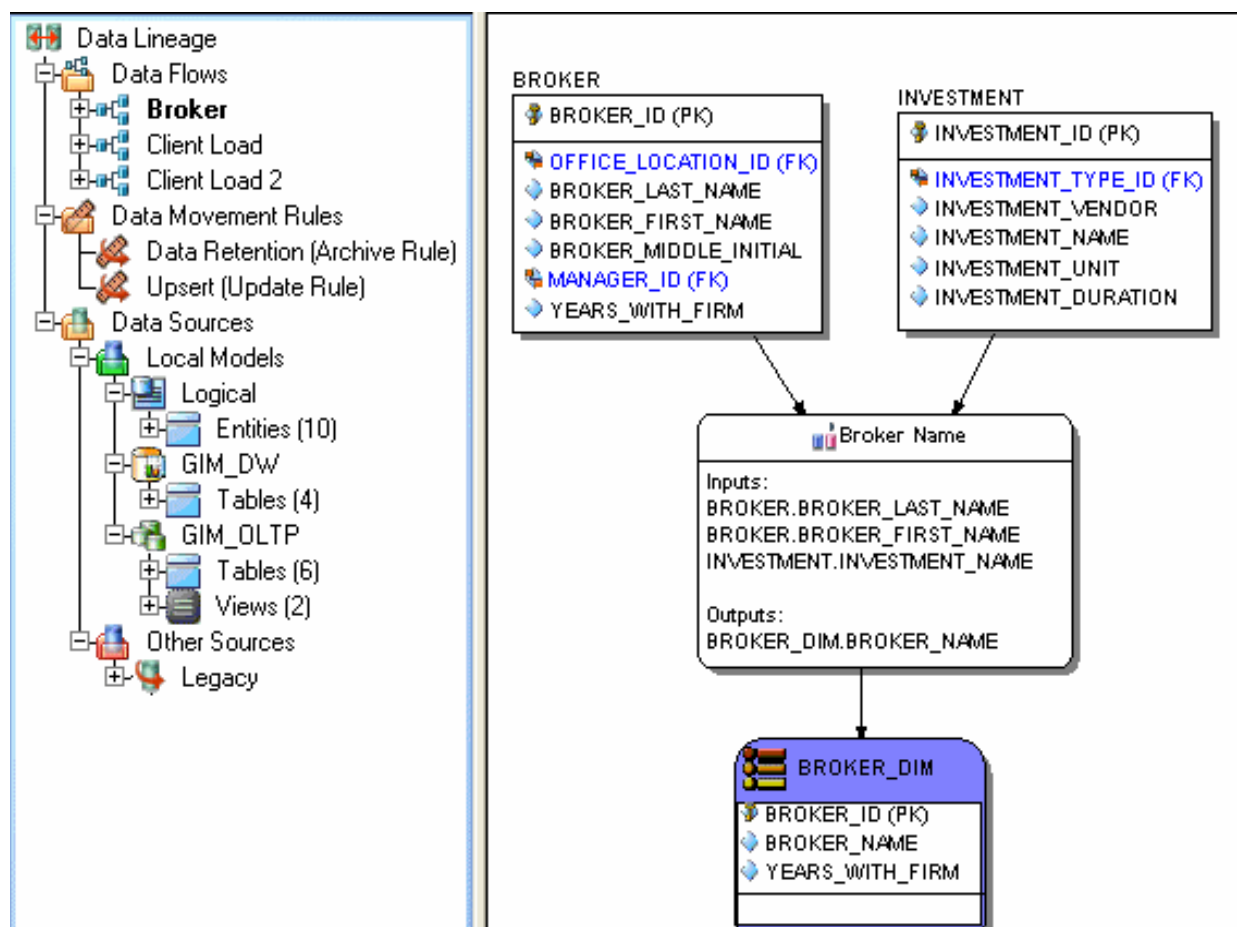 Data Lineage
Data Flows
Broker
Client Load
Client Load 2
Data Movement Rules
Data Retention (Archive Rule)
Upsert (Update Rule)
Data Sources
Local Models
Logical
Entities (10)
GIM_DW
Tables (4)
GIM_OLTP
Tables (6)
Views (2)
Other Sources
Legacy
BROKER
BROKER_ID (PK)
OFFICE_LOCATION_ID (FK)
BROKER_LAST_NAME
BROKER_FIRST_NAME
BROKER_MIDDLE_INITIAL
MANAGER_ID (FK)
YEARS_WITH_FIRM
INVESTMENT
INVESTMENT_ID (PK)
INVESTMENT_TYPE_ID (FK)
INVESTMENT_VENDOR
INVESTMENT_NAME
INVESTMENT_UNIT
INVESTMENT_DURATION
Broker Name
Inputs:
BROKER.BROKER_LAST_NAME
BROKER.BROKER_FIRST_NAME
INVESTMENT.INVESTMENT_NAME
Outputs:
BROKER_DIM.BROKER_NAME
BROKER_DIM
BROKER_ID (PK)
BROKER_NAME
YEARS_WITH_FIRM